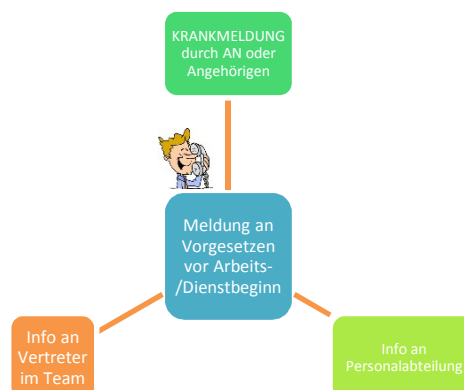 KRANKMELDUNG
durch AN oder
Angehörigen
Meldung an
Vorgesetzen
vor Arbeits-
/Dienstbeginn
Info an
Vertreter
im Team
Info an
Personalabteilung